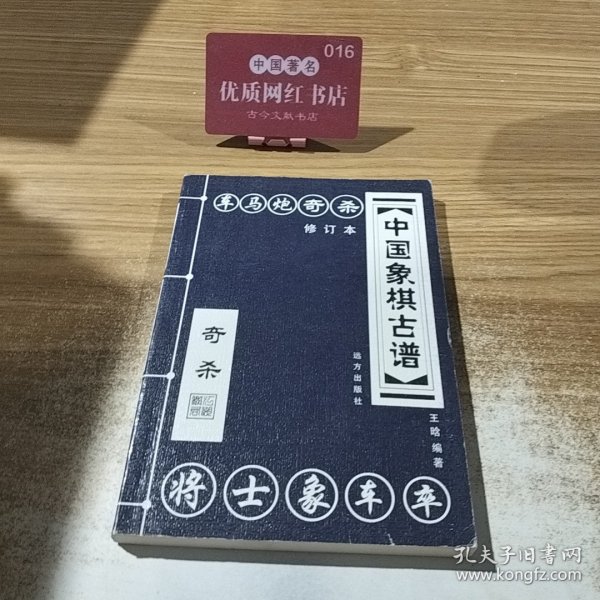 016
中国著名
优质网红书店
古今文献书店
车马炮奇杀
修订本
中国象棋古谱
奇杀
远方出版社
王晗 编著
将士象车卒
孔夫子旧书网
www.kongfz.com